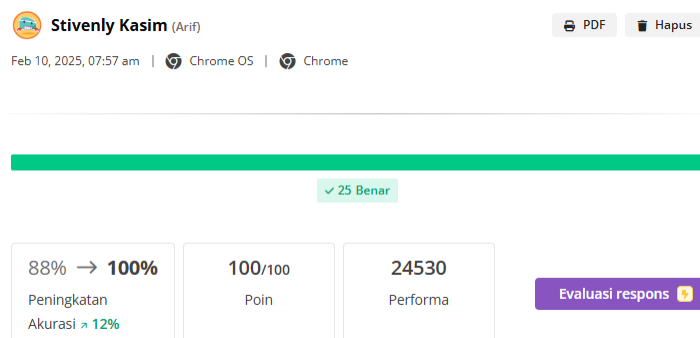 Stivenly Kasim (Arif)
PDF
Hapus
Feb 10, 2025, 07:57 am | Chrome OS | Chrome
25 Benar
88% → 100%
Peningkatan
Akurasi ↗ 12%
100/100
Poin
24530
Performa
Evaluasi respons